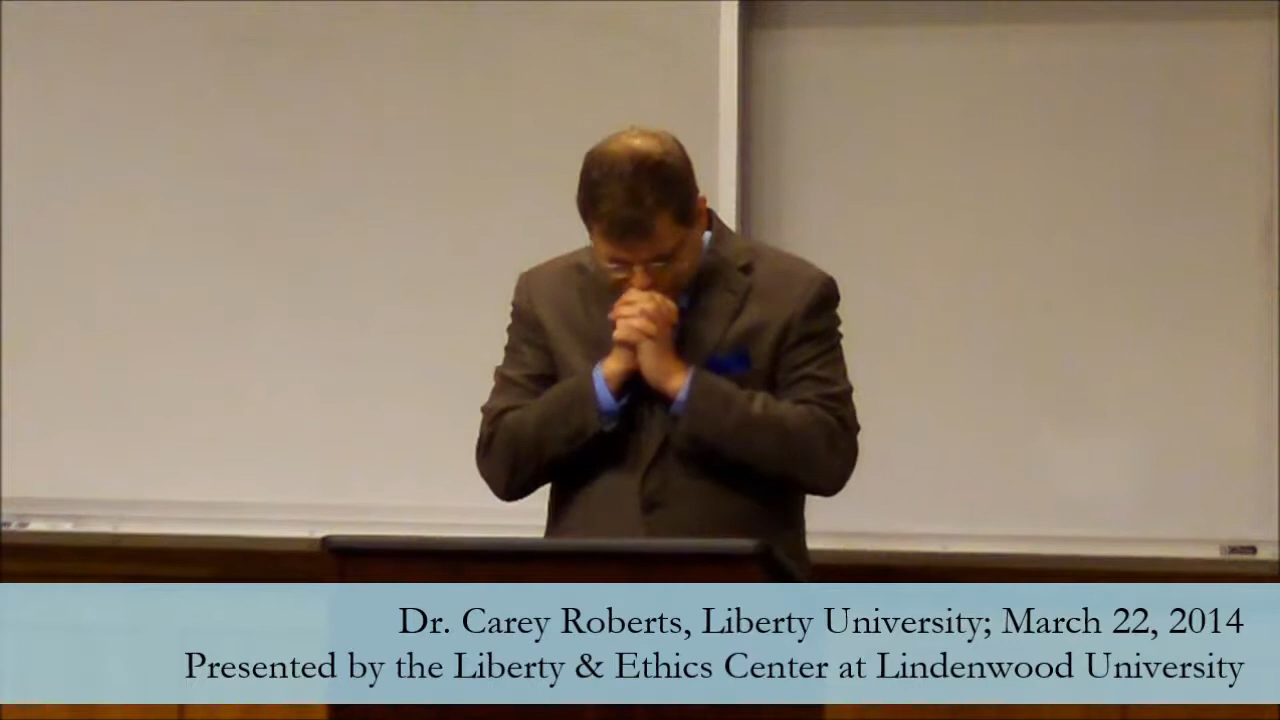 Dr. Carey Roberts, Liberty University; March 22, 2014
Presented by the Liberty & Ethics Center at Lindenwood University